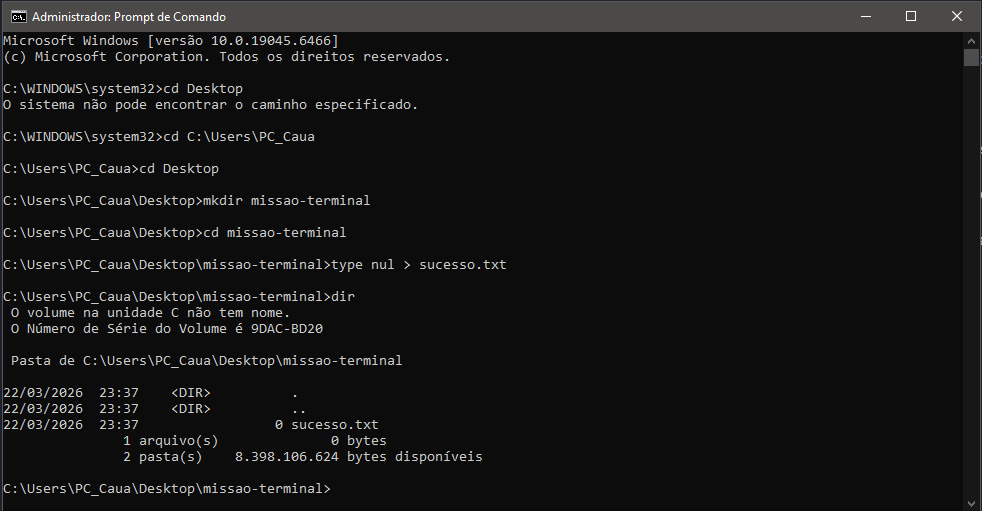 Administrador: Prompt de Comando
Microsoft Windows [versão 10.0.19045.6466]
(c) Microsoft Corporation. Todos os direitos reservados.
C:\WINDOWS\system32>cd Desktop
O sistema não pode encontrar o caminho especificado.
C:\WINDOWS\system32>cd C:\Users\PC_Caua
C:\Users\PC_Caua>cd Desktop
C:\Users\PC_Caua\Desktop>mkdir missao-terminal
C:\Users\PC_Caua\Desktop>cd missao-terminal
C:\Users\PC_Caua\Desktop\missao-terminal>type nul > sucesso.txt
C:\Users\PC_Caua\Desktop\missao-terminal>dir
 O volume na unidade C não tem nome.
 O Número de Série do Volume é 9DAC-BD20
 Pasta de C:\Users\PC_Caua\Desktop\missao-terminal
22/03/2026  23:37    <DIR>          .
22/03/2026  23:37    <DIR>          ..
22/03/2026  23:37                 0 sucesso.txt
               1 arquivo(s)              0 bytes
               2 pasta(s)    8.398.106.624 bytes disponíveis
C:\Users\PC_Caua\Desktop\missao-terminal>